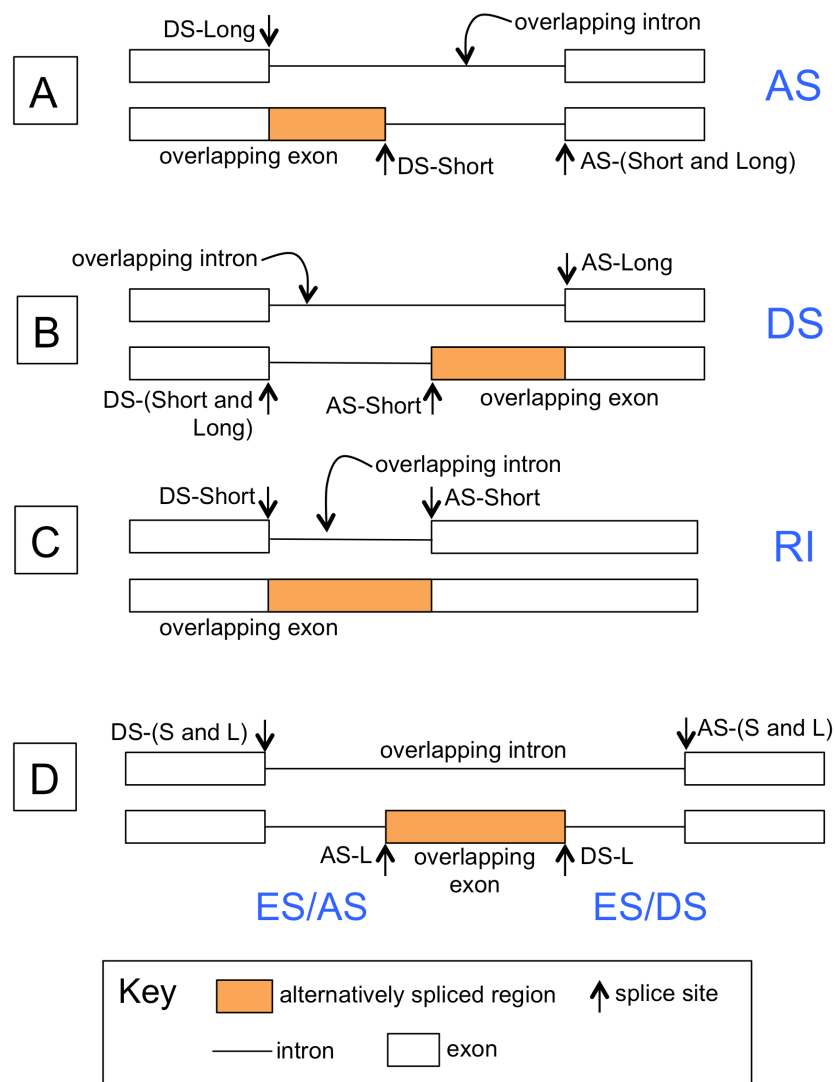 DS-Long
overlapping intron
A
AS
overlapping exon
DS-Short
AS-(Short and Long)
overlapping intron
AS-Long
B
DS
DS-(Short and
Long)
AS-Short
overlapping exon
overlapping intron
DS-Short
AS-Short
C
RI
overlapping exon
DS-(S and L)
AS-(S and L)
overlapping intron
D
AS-L
overlapping
exon
DS-L
ES/AS
ES/DS
Key
alternatively spliced region
splice site
intron
exon